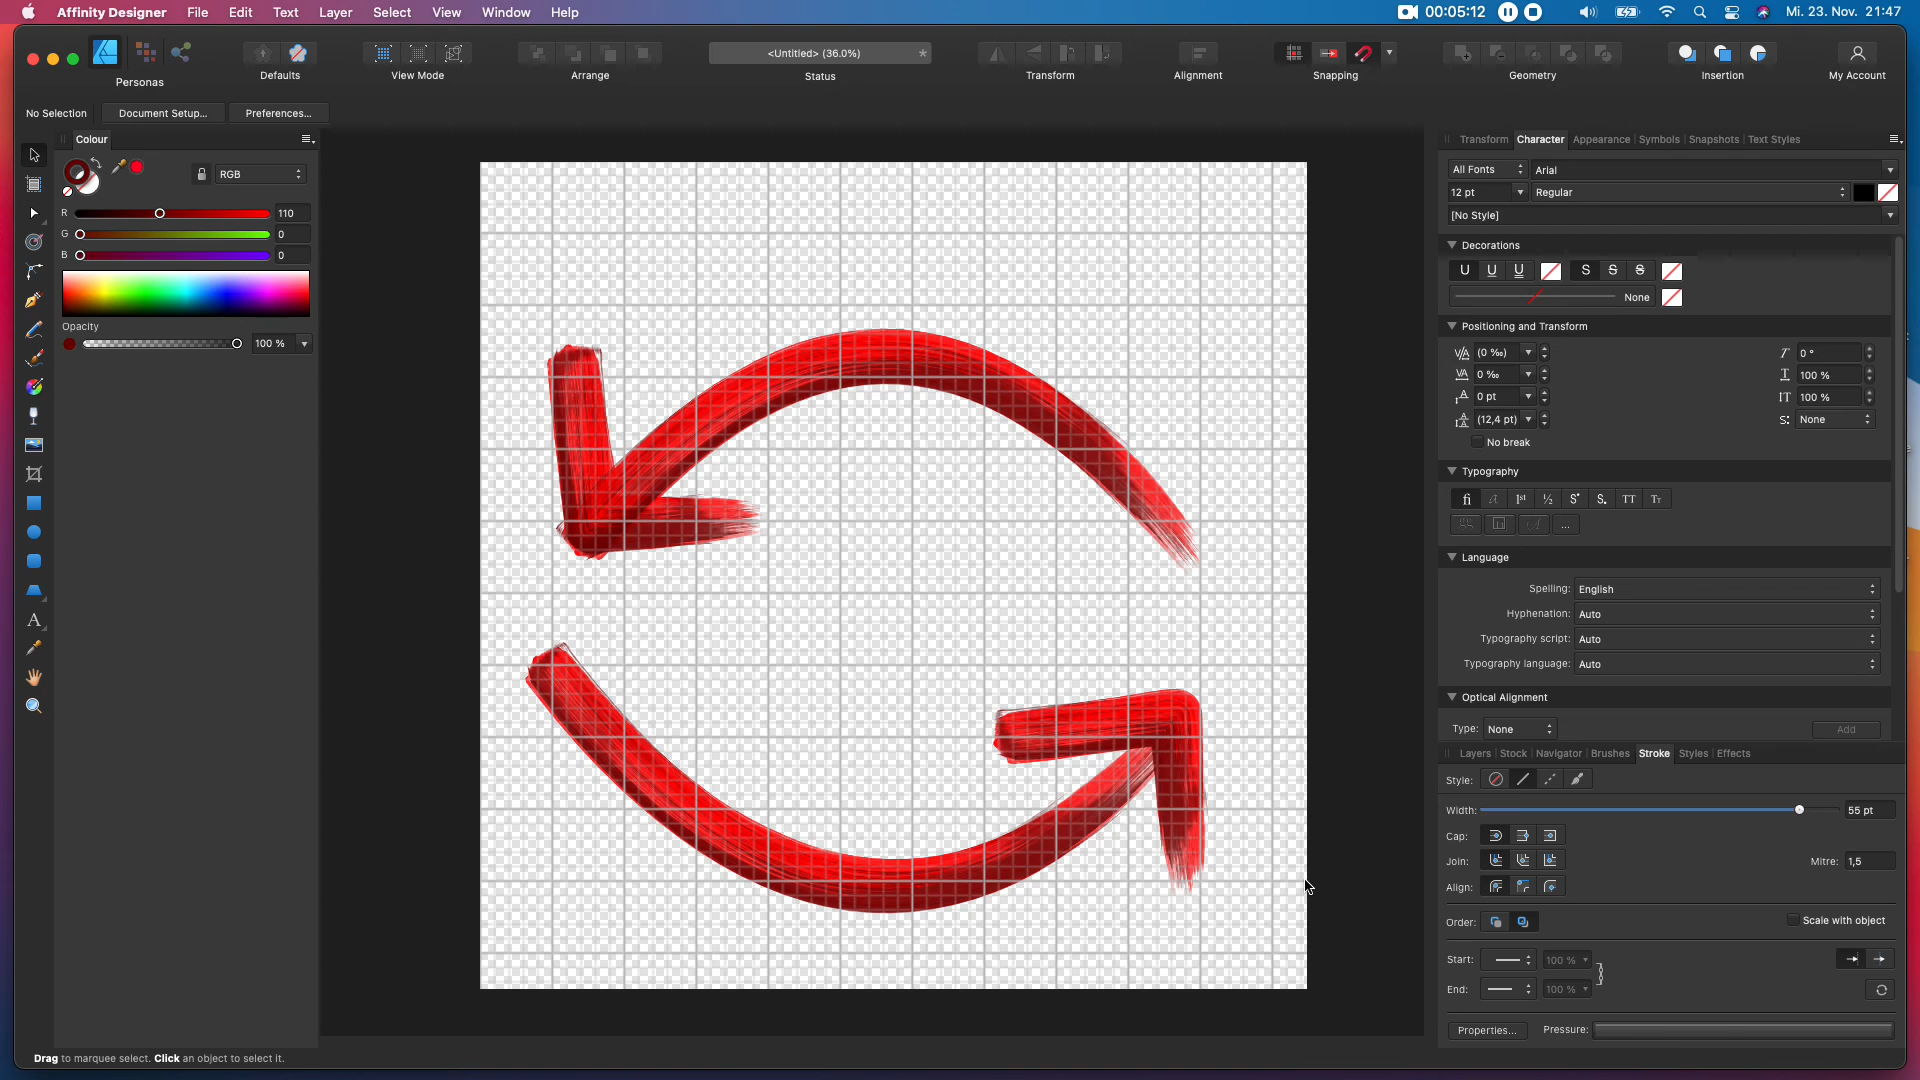 Affinity Designer File Edit Text Layer Select View Window Help 00:05:12 Mi. 23. Nov. 21:47
<Untitled> (36.0%) *
Personas Defaults View Mode Arrange Status Transform Alignment Snapping Geometry Insertion My Account
No Selection Document Setup... Preferences...
Colour
RGB
R 110
G 0
B 0
Opacity
100 %
Transform Character Appearance Symbols Snapshots Text Styles
All Fonts Arial
12 pt Regular
[No Style]
Decorations
U U U S S S
None
Positioning and Transform
(0 ‰) 0 °
0 ‰ 100 %
0 pt 100 %
(12,4 pt) S: None
No break
Typography
fi a 1st ½ S S TT TT
...
Language
Spelling: English
Hyphenation: Auto
Typography script: Auto
Typography language: Auto
Optical Alignment
Type: None Add
Layers Stock Navigator Brushes Stroke Styles Effects
Style:
Width: 55 pt
Cap:
Join: Mitre: 1,5
Align:
Order: Scale with object
Start: 100 %
End: 100 %
Properties... Pressure:
A
Drag to marquee select. Click an object to select it.